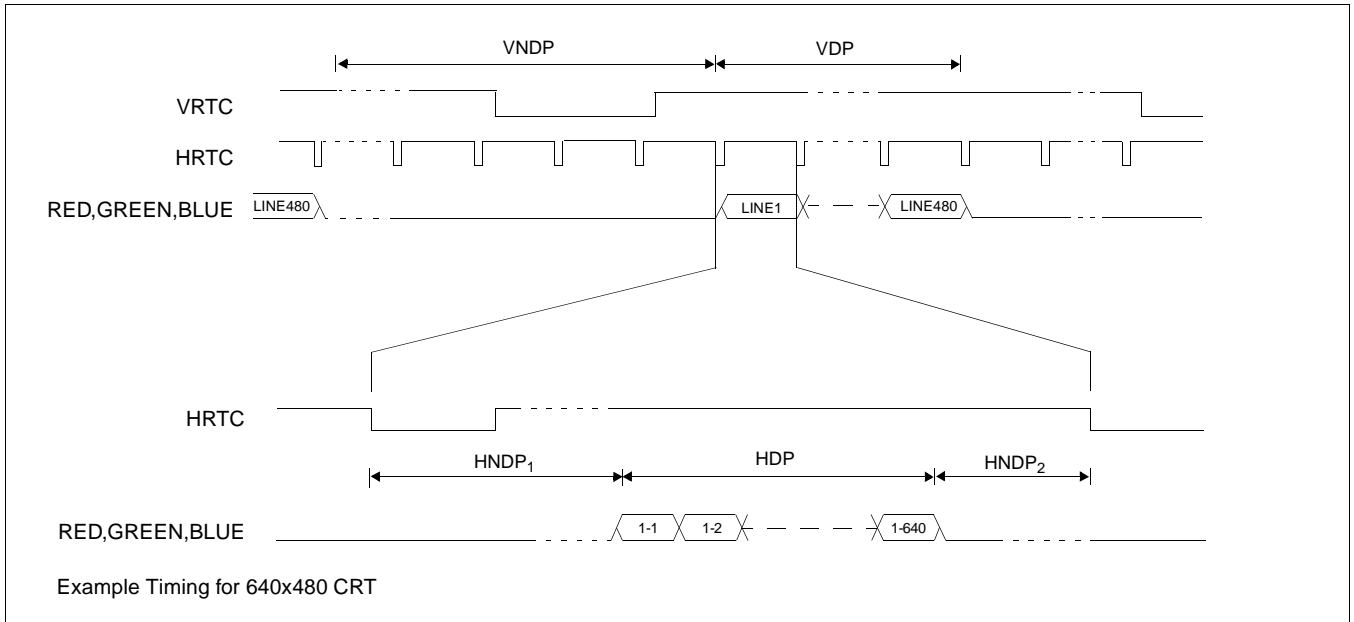 VNDP VDP
VRTC
HRTC
RED,GREEN,BLUE LINE480 LINE1 LINE480
HRTC
HNDP1 HDP HNDP2
RED,GREEN,BLUE 1-1 1-2 1-640
Example Timing for 640x480 CRT